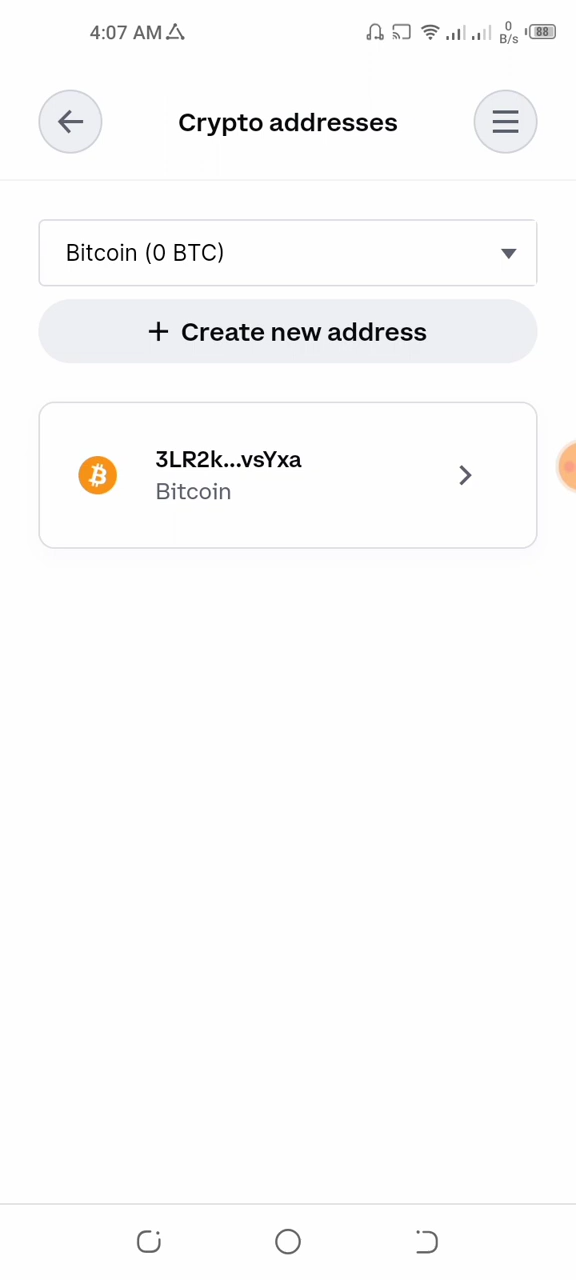 4:07 AM
0
B/s
88
Crypto addresses
Bitcoin (0 BTC)
+ Create new address
3LR2k...vsYxa
Bitcoin